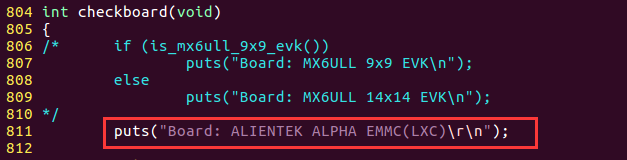 804 int checkboard(void)
805 {
806 /*      if (is_mx6ull_9x9_evk())
807                 puts("Board: MX6ULL 9x9 EVK\n");
808         else
809                 puts("Board: MX6ULL 14x14 EVK\n");
810 */
811         puts("Board: ALIENTEK ALPHA EMMC(LXC)\r\n");
812